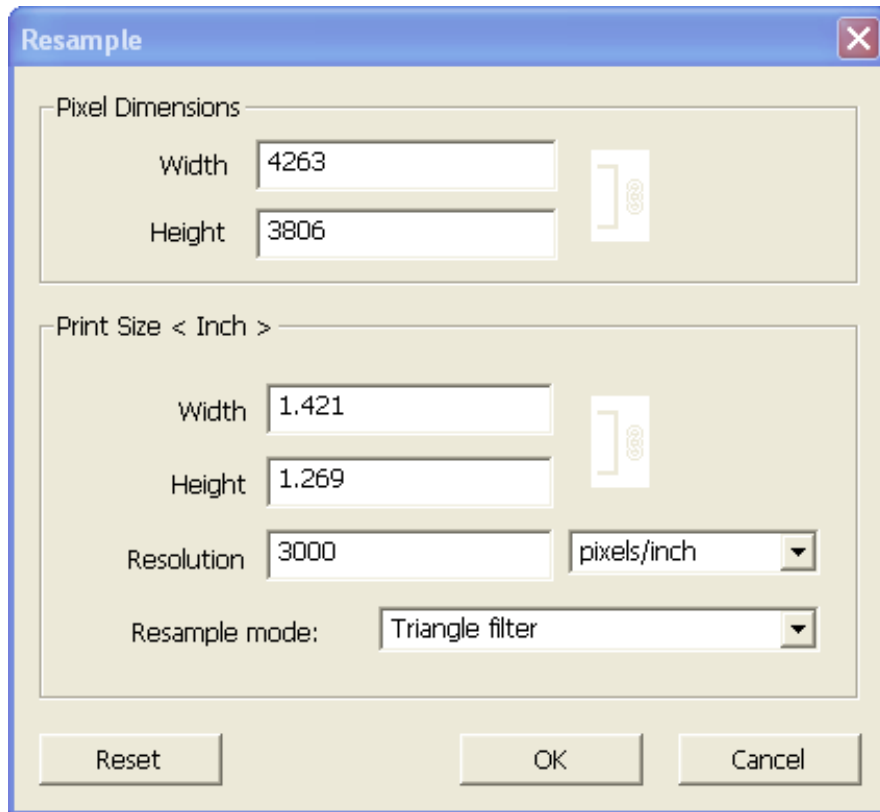 Resample
Pixel Dimensions
Width 4263
Height 3806
Print Size < Inch >
Width 1.421
Height 1.269
Resolution 3000 pixels/inch
Resample mode: Triangle filter
Reset OK Cancel